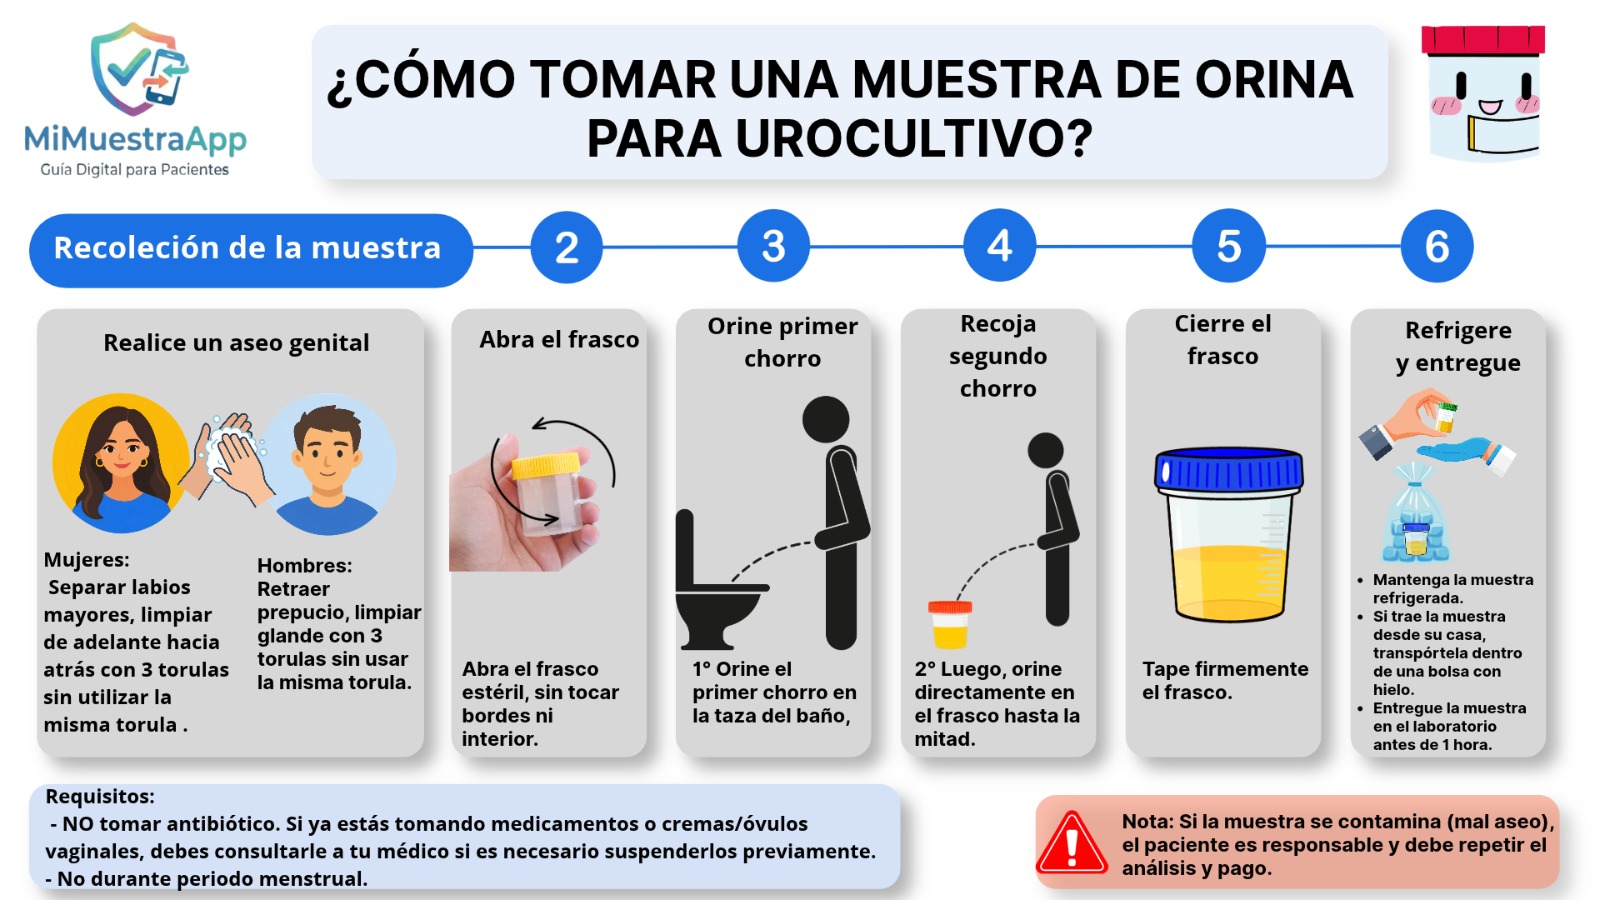 MiMuestraApp
Guía Digital para Pacientes
¿CÓMO TOMAR UNA MUESTRA DE ORINA
PARA UROCULTIVO?
Recoleción de la muestra
2
3
4
5
6
Realice un aseo genital
Mujeres:
Separar labios
mayores, limpiar
de adelante hacia
atrás con 3 torulas
sin utilizar la
misma torula .
Hombres:
Retraer
prepucio, limpiar
glande con 3
torulas sin usar
la misma torula.
Abra el frasco
Abra el frasco
estéril, sin tocar
bordes ni
interior.
Orine primer
chorro
1° Orine el
primer chorro en
la taza del baño,
Recoja
segundo
chorro
2° Luego, orine
directamente en
el frasco hasta la
mitad.
Cierre el
frasco
Tape firmemente
el frasco.
Refrigere
y entregue
• Mantenga la muestra
refrigerada.
• Si trae la muestra
desde su casa,
transpórtela dentro
de una bolsa con
hielo.
• Entregue la muestra
en el laboratorio
antes de 1 hora.
Requisitos:
- NO tomar antibiótico. Si ya estás tomando medicamentos o cremas/óvulos
vaginales, debes consultarle a tu médico si es necesario suspenderlos previamente.
- No durante periodo menstrual.
Nota: Si la muestra se contamina (mal aseo),
el paciente es responsable y debe repetir el
análisis y pago.